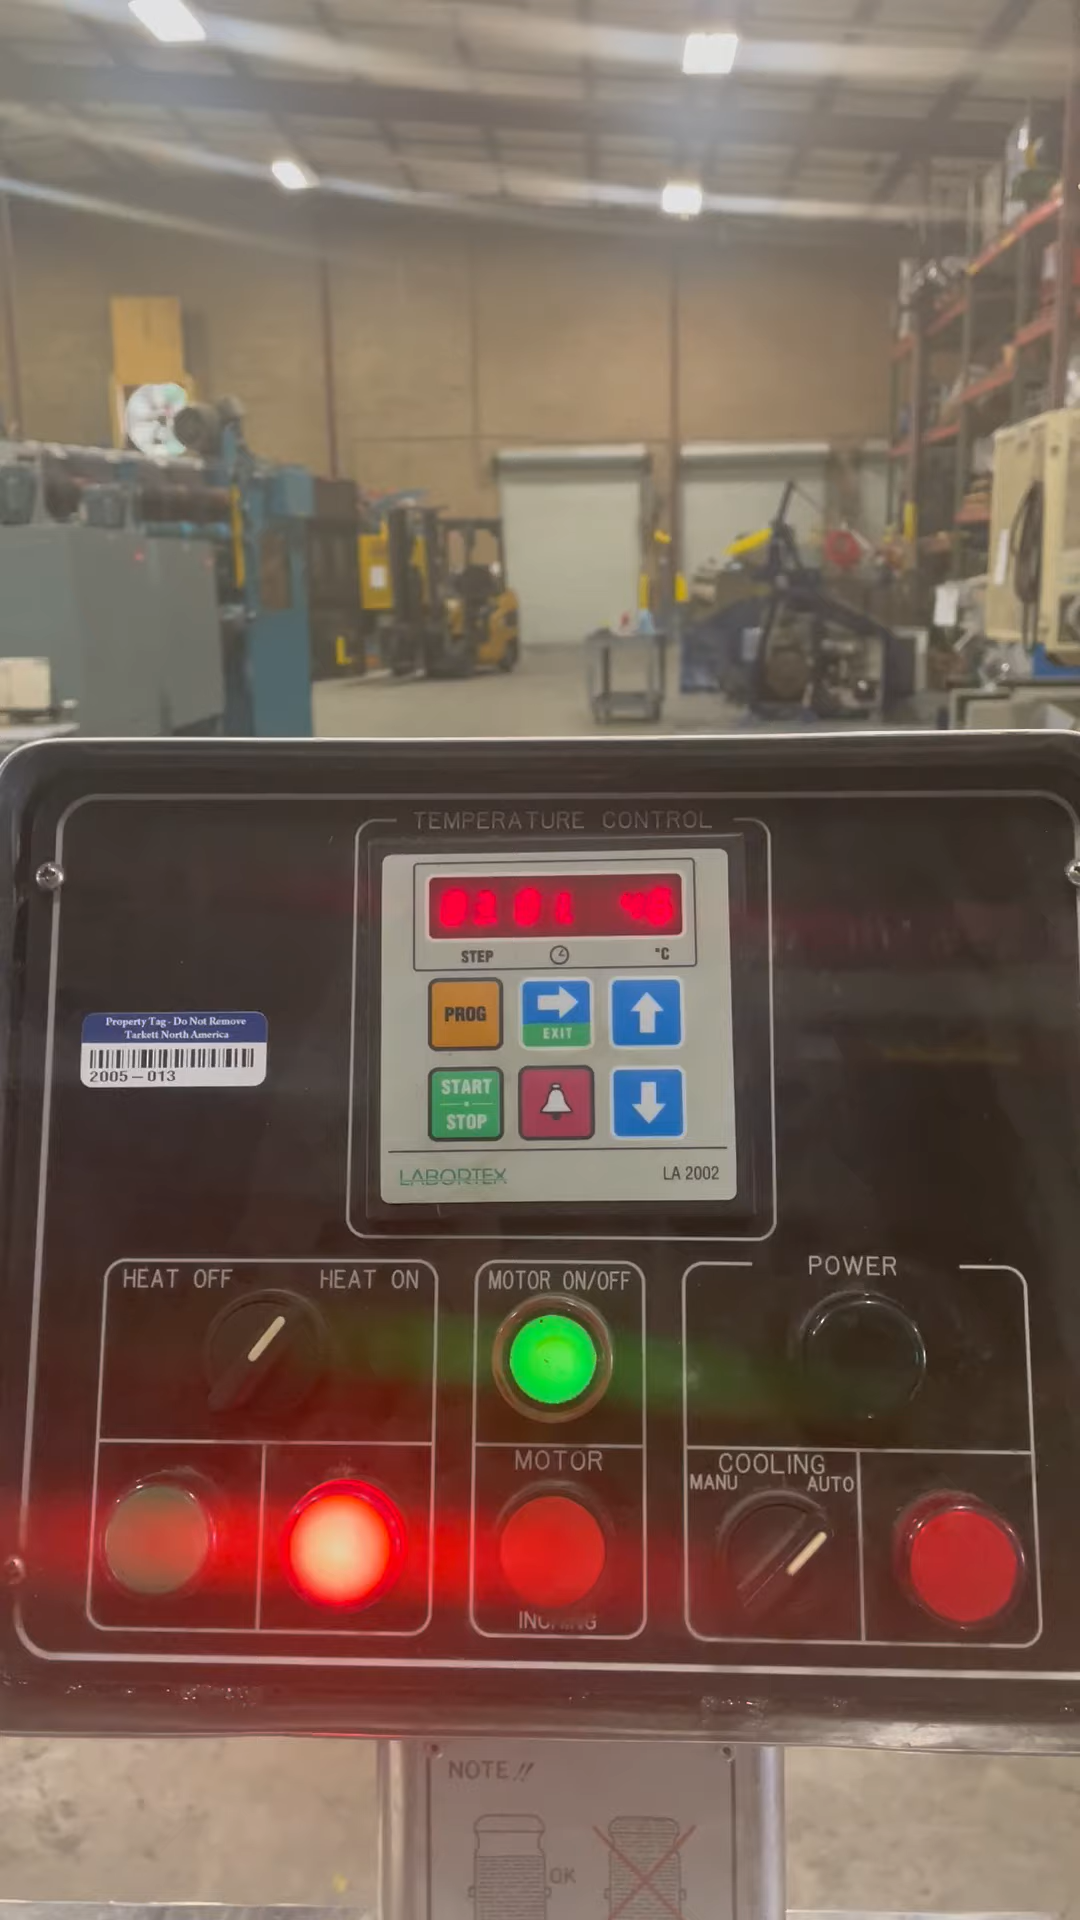 TEMPERATURE CONTROL
STEP °C
PROG
EXIT
START
STOP
LABORTEX LA 2002
Property Tag - Do Not Remove
Tarkett North America
2005-013
HEAT OFF HEAT ON
MOTOR ON/OFF
MOTOR
INCHING
POWER
COOLING
MANU AUTO
NOTE!!
OK